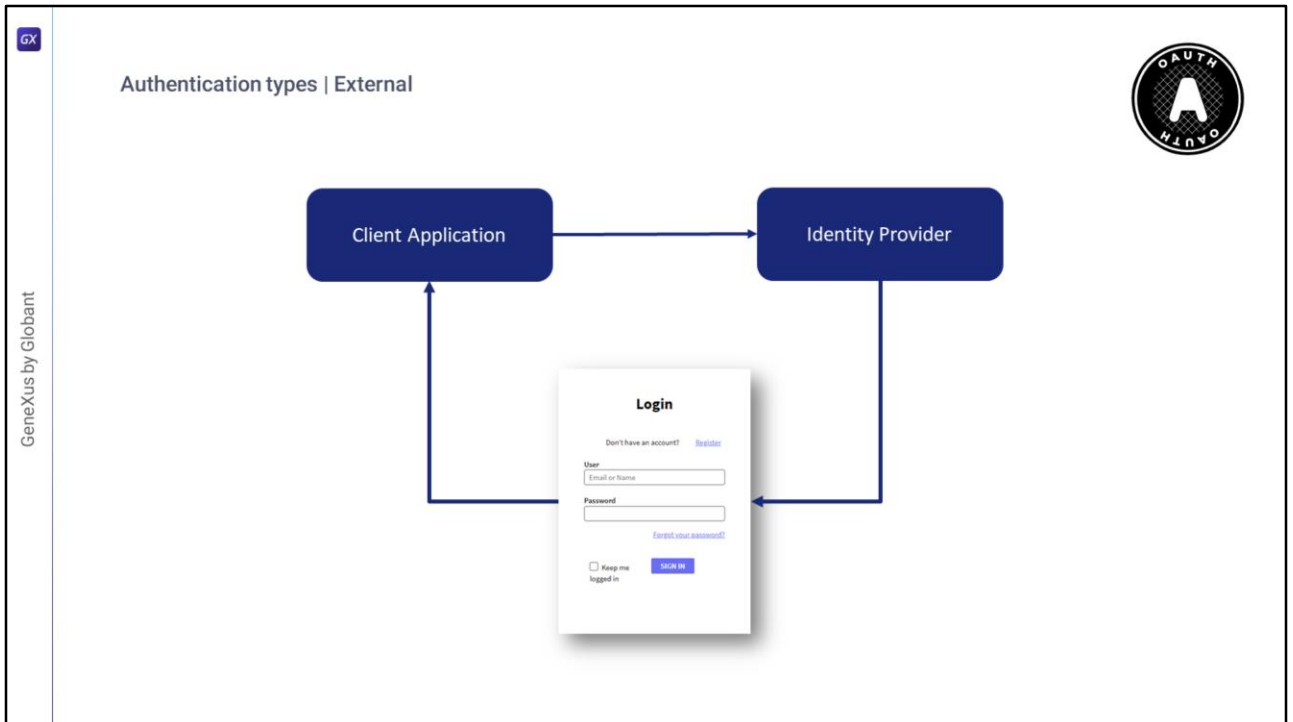 GX
Authentication types | External
OAUTH
A
OAUTH
Client Application
Identity Provider
GeneXus by Globant
Login
Don't have an account? Register
User
Email or Name
Password
Forgot your password?
Keep me
logged in
SIGN IN